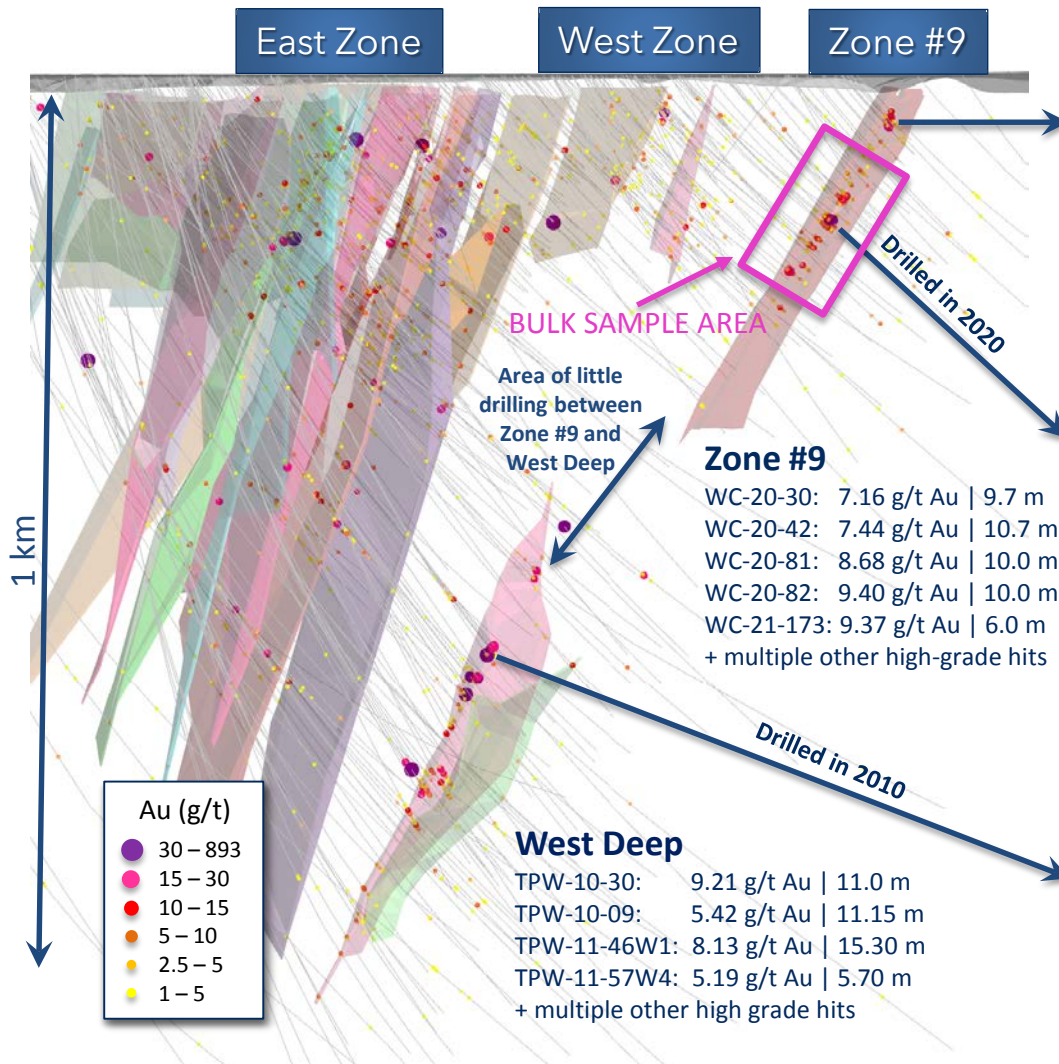 East Zone
West Zone
Zone #9
1 km
BULK SAMPLE AREA
Drilled in 2020
Area of little
drilling between
Zone #9 and
West Deep
Zone #9
WC-20-30: 7.16 g/t Au | 9.7 m
WC-20-42: 7.44 g/t Au | 10.7 m
WC-20-81: 8.68 g/t Au | 10.0 m
WC-20-82: 9.40 g/t Au | 10.0 m
WC-21-173: 9.37 g/t Au | 6.0 m
+ multiple other high-grade hits
Drilled in 2010
Au (g/t)
30 – 893
15 – 30
10 – 15
5 – 10
2.5 – 5
1 – 5
West Deep
TPW-10-30: 9.21 g/t Au | 11.0 m
TPW-10-09: 5.42 g/t Au | 11.15 m
TPW-11-46W1: 8.13 g/t Au | 15.30 m
TPW-11-57W4: 5.19 g/t Au | 5.70 m
+ multiple other high grade hits